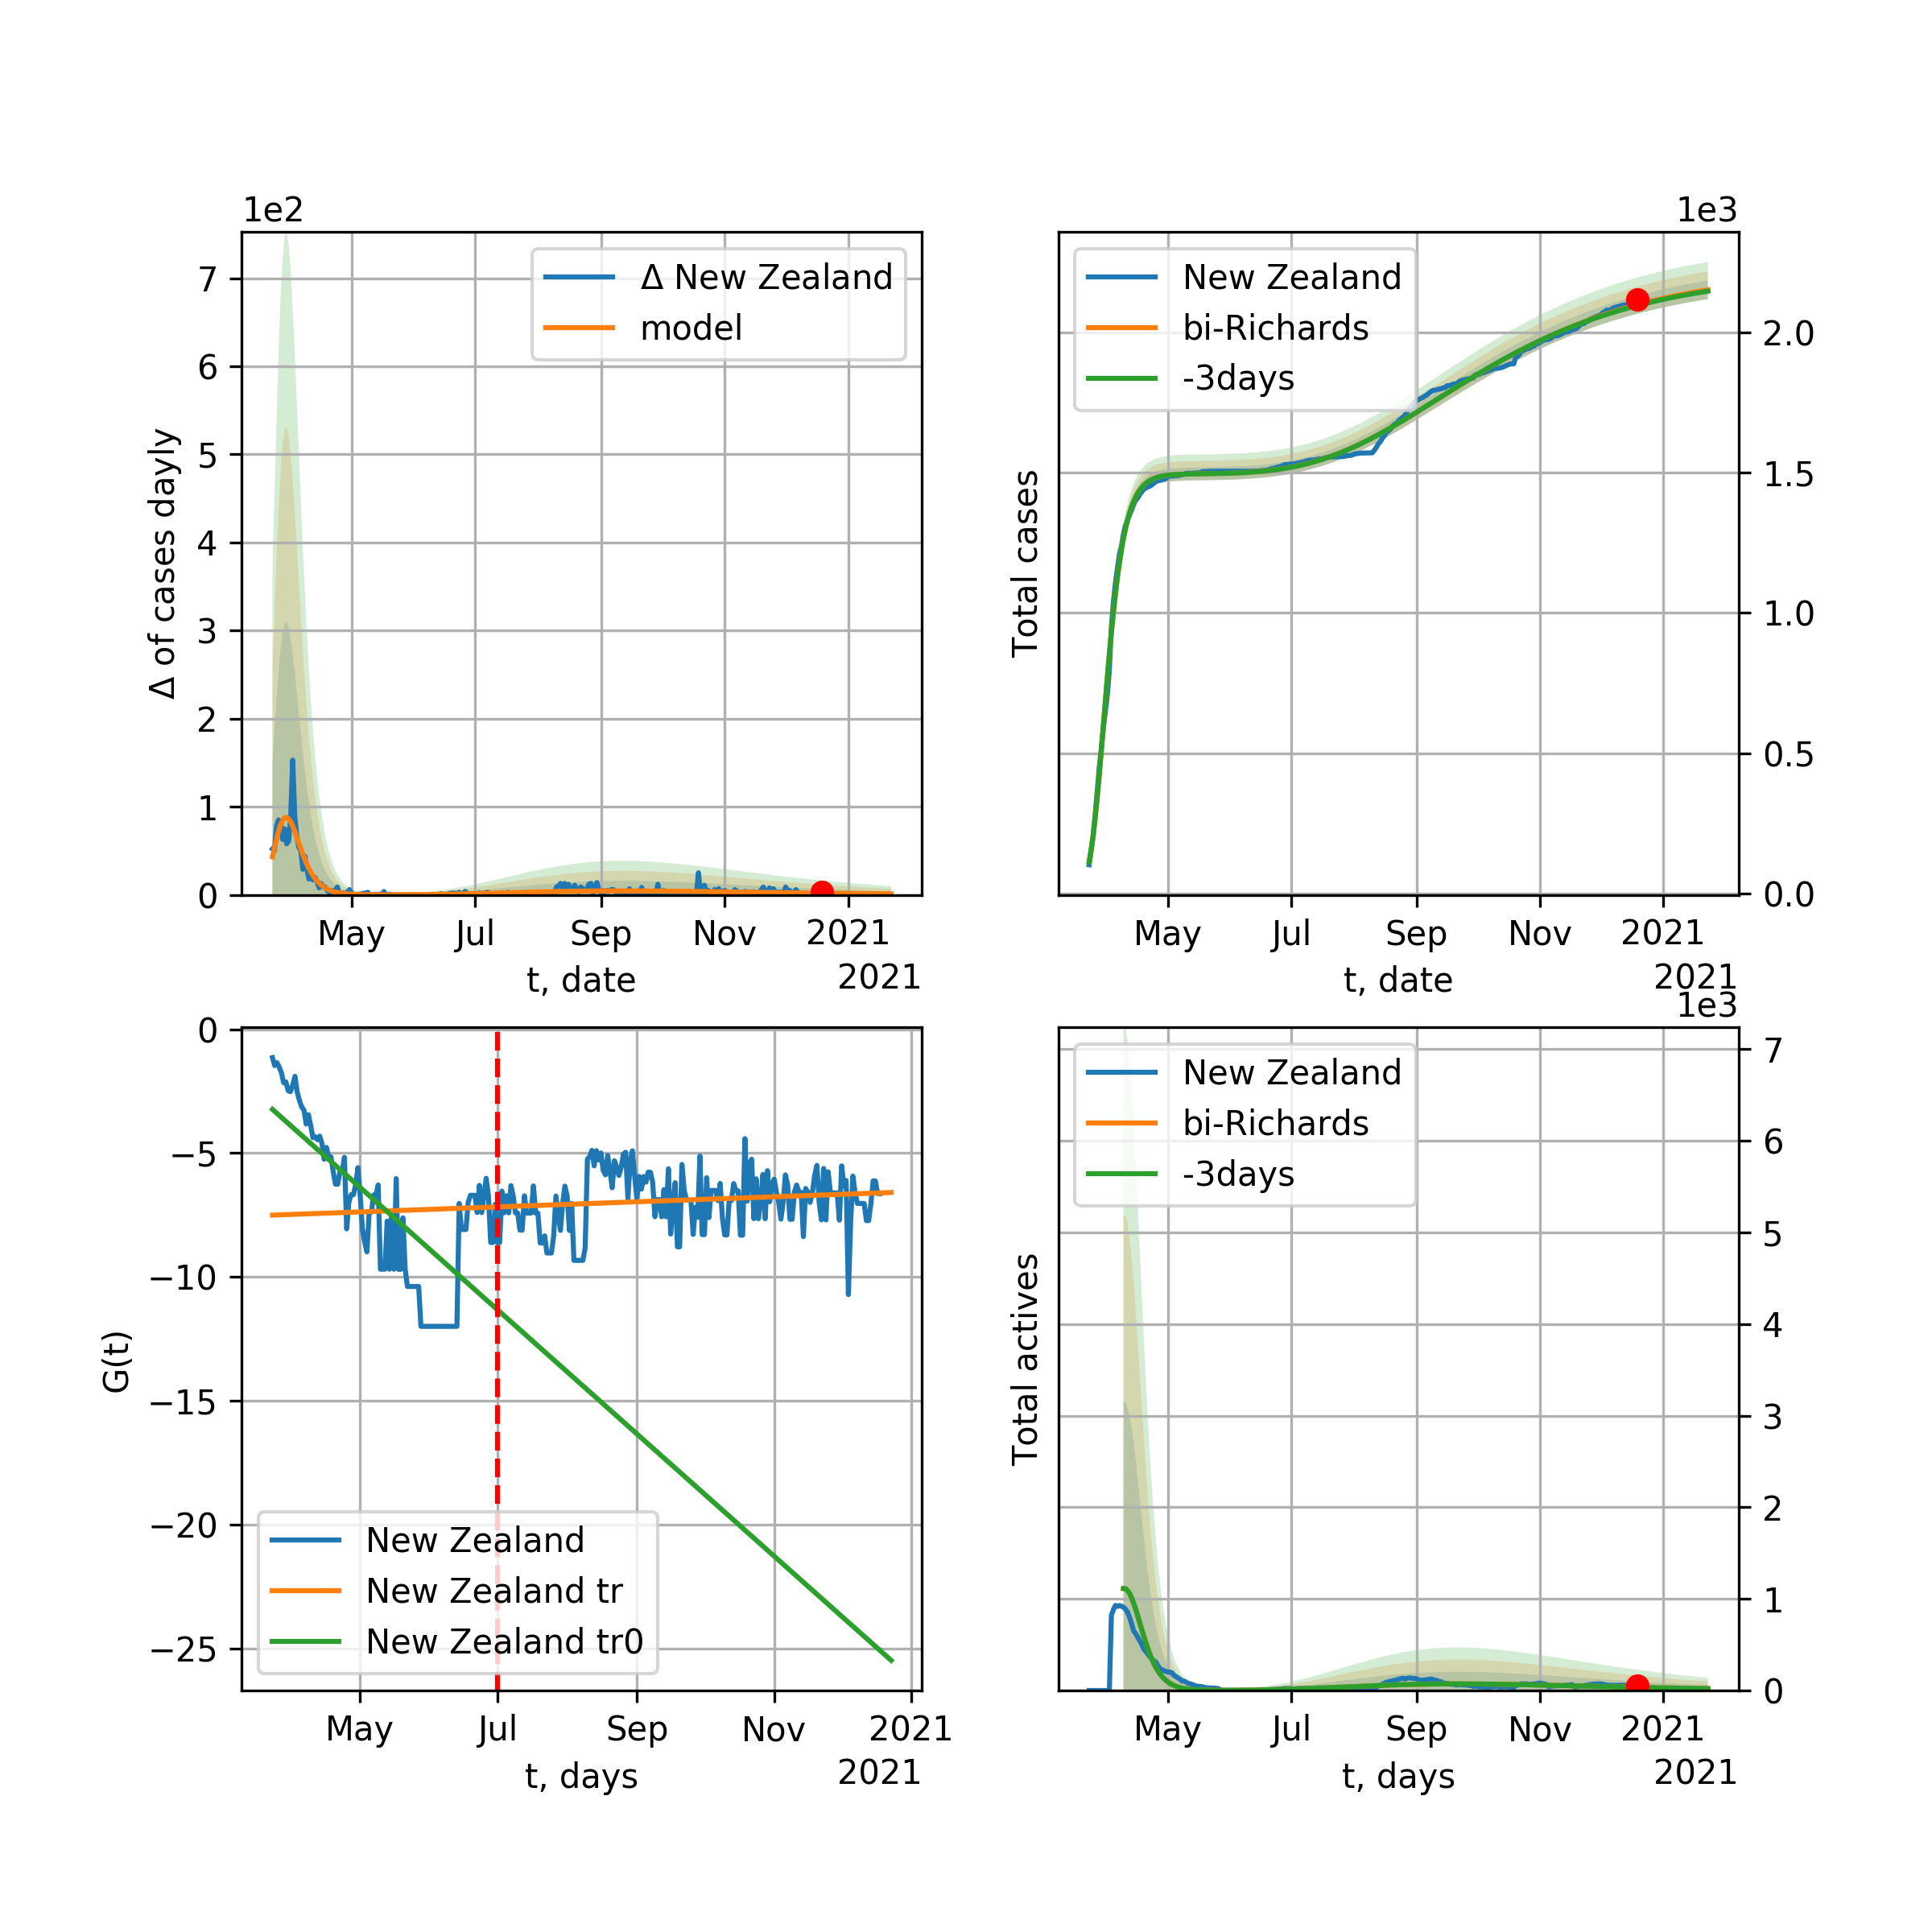 1e2
Δ of cases dayly
7
6
5
4
3
2
1
0
Δ New Zealand
model
May
Jul
Sep
Nov
2021
t, date
2021
1e3
Total cases
New Zealand
bi-Richards
-3days
2.0
1.5
1.0
0.5
0.0
May
Jul
Sep
Nov
2021
t, date
2021
G(t)
0
−5
−10
−15
−20
−25
New Zealand
New Zealand tr
New Zealand tr0
May
Jul
Sep
Nov
2021
t, days
2021
1e3
Total actives
New Zealand
bi-Richards
-3days
7
6
5
4
3
2
1
0
May
Jul
Sep
Nov
2021
t, days
2021